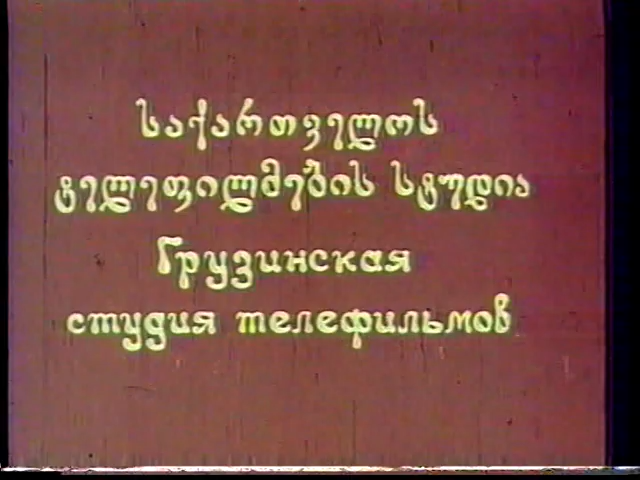 საქართველოს
ტელეფილმების სტუდია
Грузинская
студия телефильмов